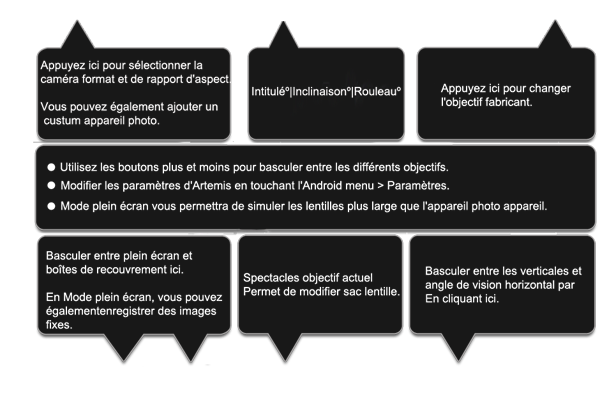 Appuyez ici pour sélectionner la
caméra format et de rapport d'aspect.
Vous pouvez également ajouter un
custum appareil photo.
Intituléº|Inclinaisonº|Rouleauº
Appuyez ici pour changer
l'objectif fabricant.
Utilisez les boutons plus et moins pour basculer entre les différents objectifs.
Modifier les paramètres d'Artemis en touchant l'Android menu > Paramètres.
Mode plein écran vous permettra de simuler les lentilles plus large que l'appareil photo appareil.
Basculer entre plein écran et
boîtes de recouvrement ici.
En Mode plein écran, vous pouvez
égalementenregistrer des images
fixes.
Spectacles objectif actuel
Permet de modifier sac lentille.
Basculer entre les verticales et
angle de vision horizontal par
En cliquant ici.